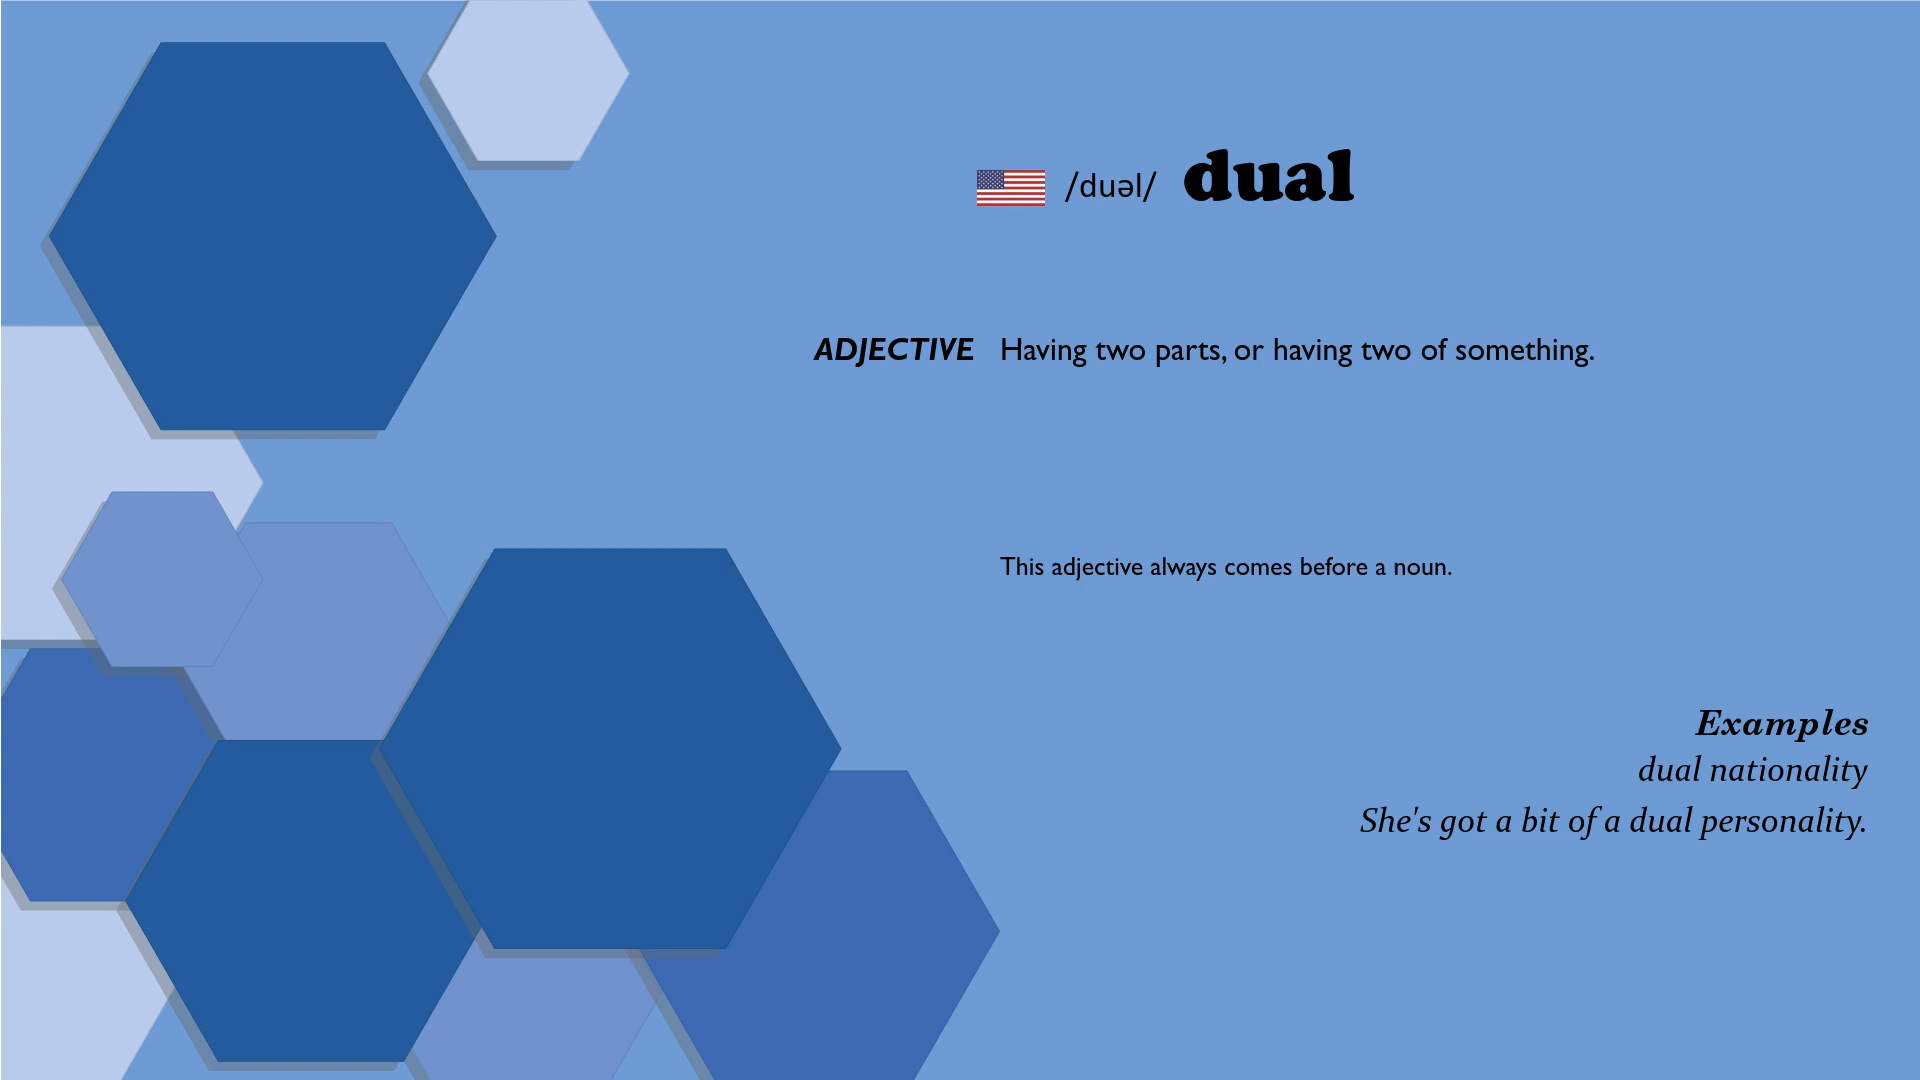 /duəl/ dual
ADJECTIVE Having two parts, or having two of something.
This adjective always comes before a noun.
Examples
dual nationality
She's got a bit of a dual personality.